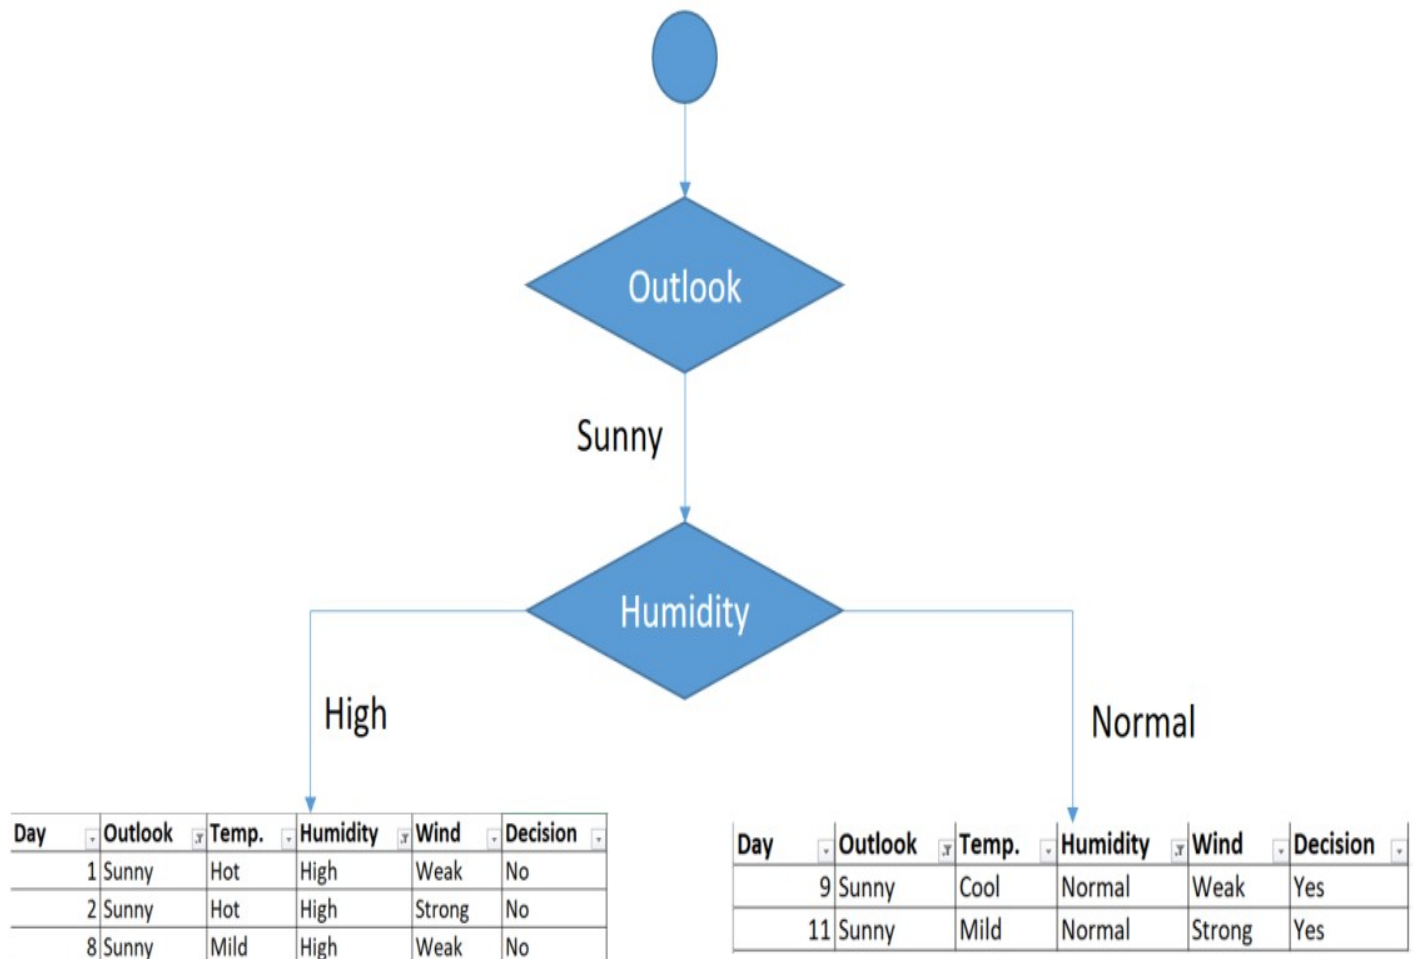 Outlook
Sunny
Humidity
High
Normal
Day Outlook Temp. Humidity Wind Decision
1 Sunny Hot High Weak No
2 Sunny Hot High Strong No
8 Sunny Mild High Weak No
Day Outlook Temp. Humidity Wind Decision
9 Sunny Cool Normal Weak Yes
11 Sunny Mild Normal Strong Yes